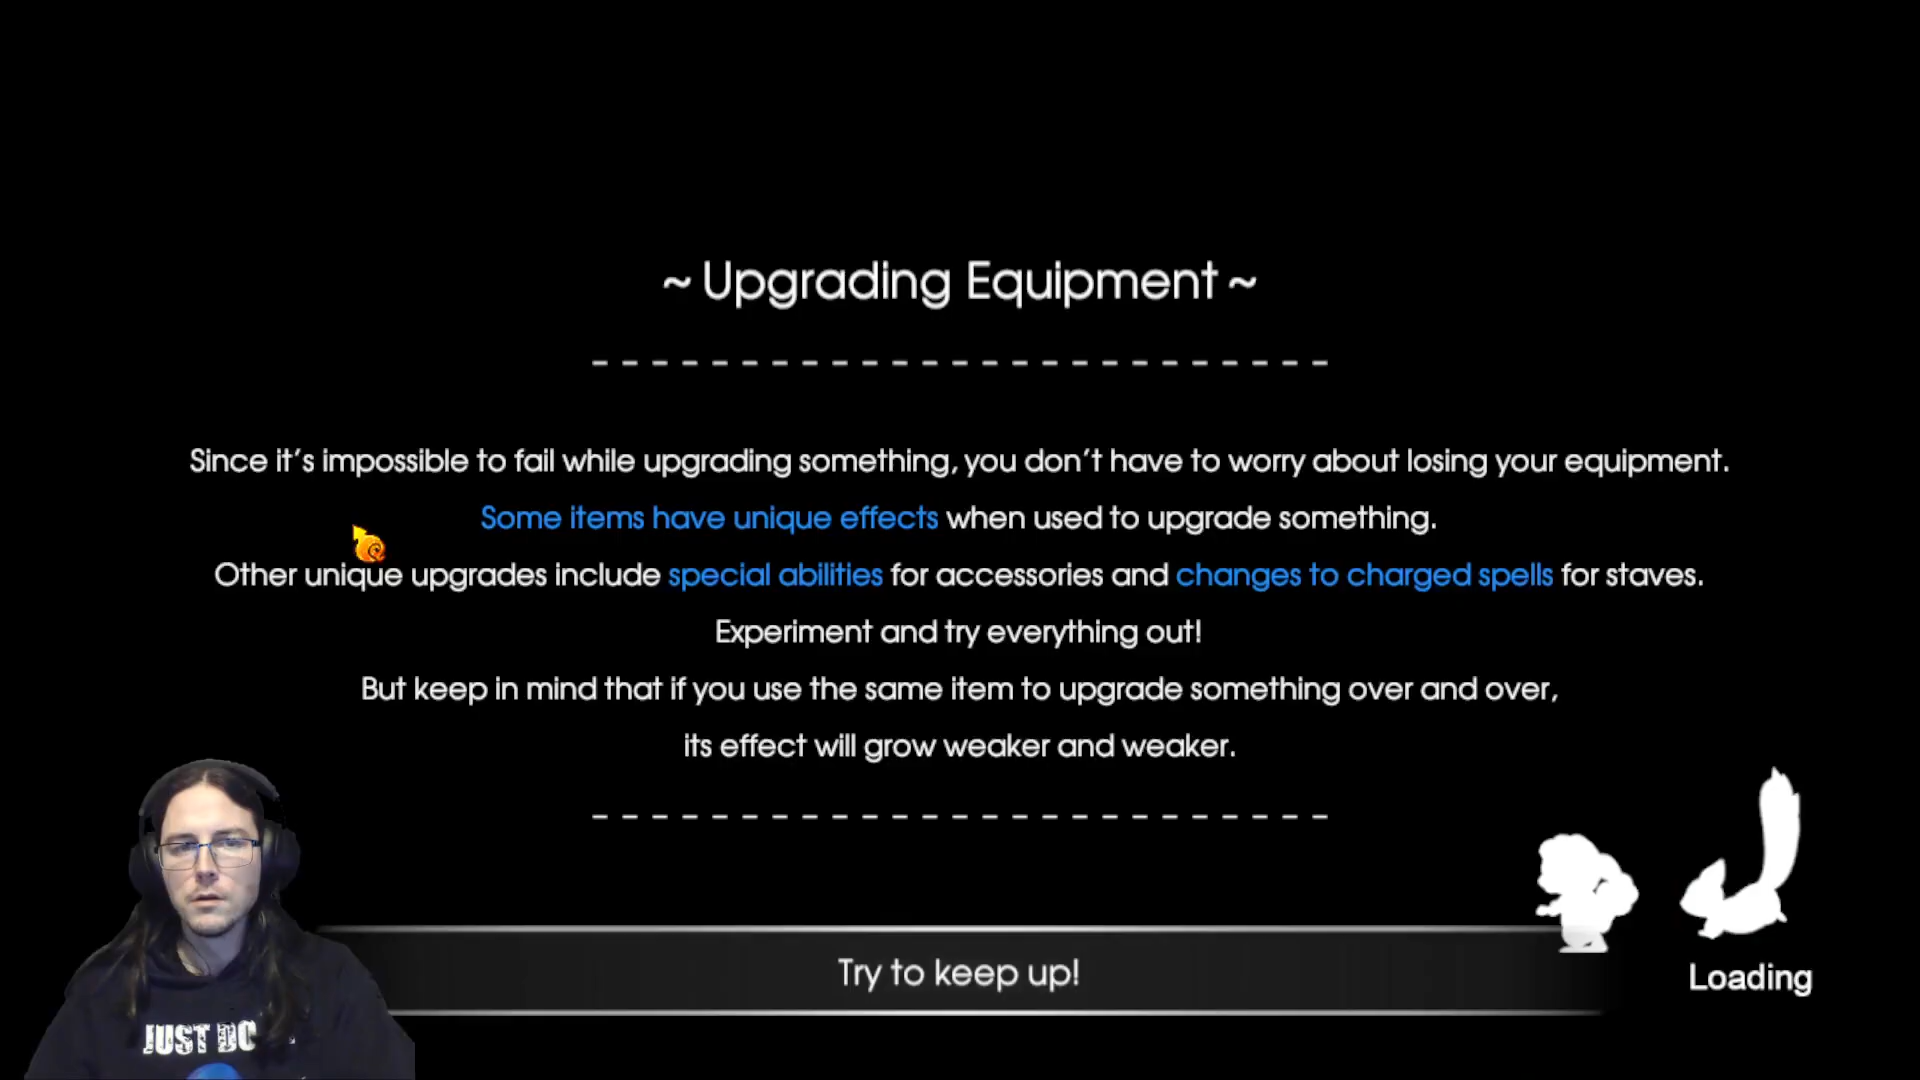 ~ Upgrading Equipment ~
Since it's impossible to fail while upgrading something, you don't have to worry about losing your equipment.
Some items have unique effects when used to upgrade something.
Other unique upgrades include special abilities for accessories and changes to charged spells for staves.
Experiment and try everything out!
But keep in mind that if you use the same item to upgrade something over and over,
its effect will grow weaker and weaker.
Try to keep up!
Loading
JUST DO